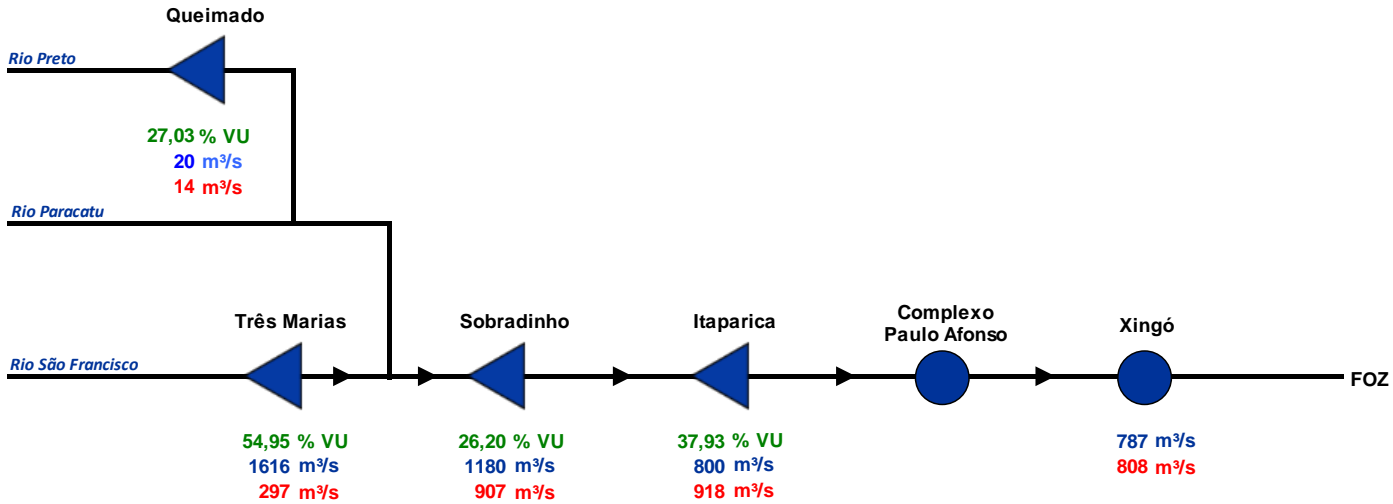 Queimado
Rio Preto
27,03 % VU
20 m³/s
14 m³/s
Rio Paracatu
Três Marias
Sobradinho
Itaparica
Complexo
Paulo Afonso
Xingó
Rio São Francisco
FOZ
54,95 % VU
1616 m³/s
297 m³/s
26,20 % VU
1180 m³/s
907 m³/s
37,93 % VU
800 m³/s
918 m³/s
787 m³/s
808 m³/s